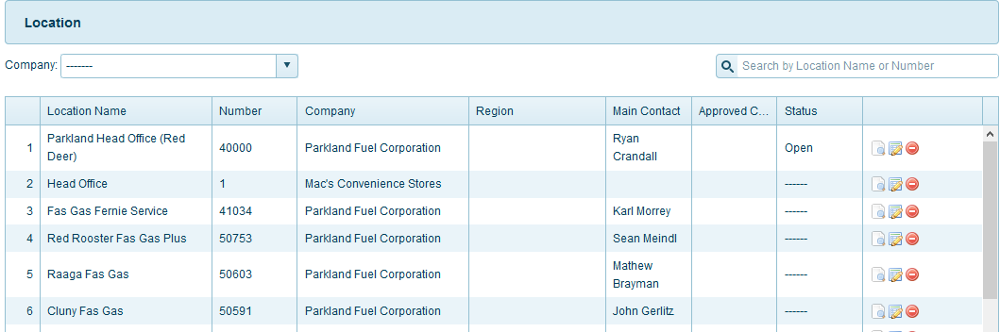 Location
Company: ------- Search by Location Name or Number
Location Name Number Company Region Main Contact Approved C... Status
1 Parkland Head Office (Red Deer) 40000 Parkland Fuel Corporation Ryan Crandall Open
2 Head Office 1 Mac's Convenience Stores ------
3 Fas Gas Fernie Service 41034 Parkland Fuel Corporation Karl Morrey ------
4 Red Rooster Fas Gas Plus 50753 Parkland Fuel Corporation Sean Meindl ------
5 Raaga Fas Gas 50603 Parkland Fuel Corporation Mathew Brayman ------
6 Cluny Fas Gas 50591 Parkland Fuel Corporation John Gerlitz ------